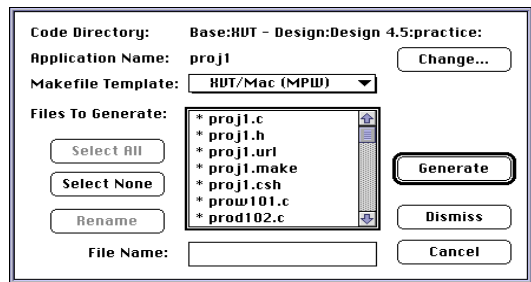 Code Directory: Base:XVT - Design:Design 4.5:practice:
Application Name: proj1
Change...
Makefile Template: XVT/Mac (MPW)
Files To Generate:
* proj1.c
* proj1.h
* proj1.url
* proj1.make
* proj1.csh
* prow101.c
* prod102.c
Select All
Select None
Rename
Generate
Dismiss
File Name:
Cancel